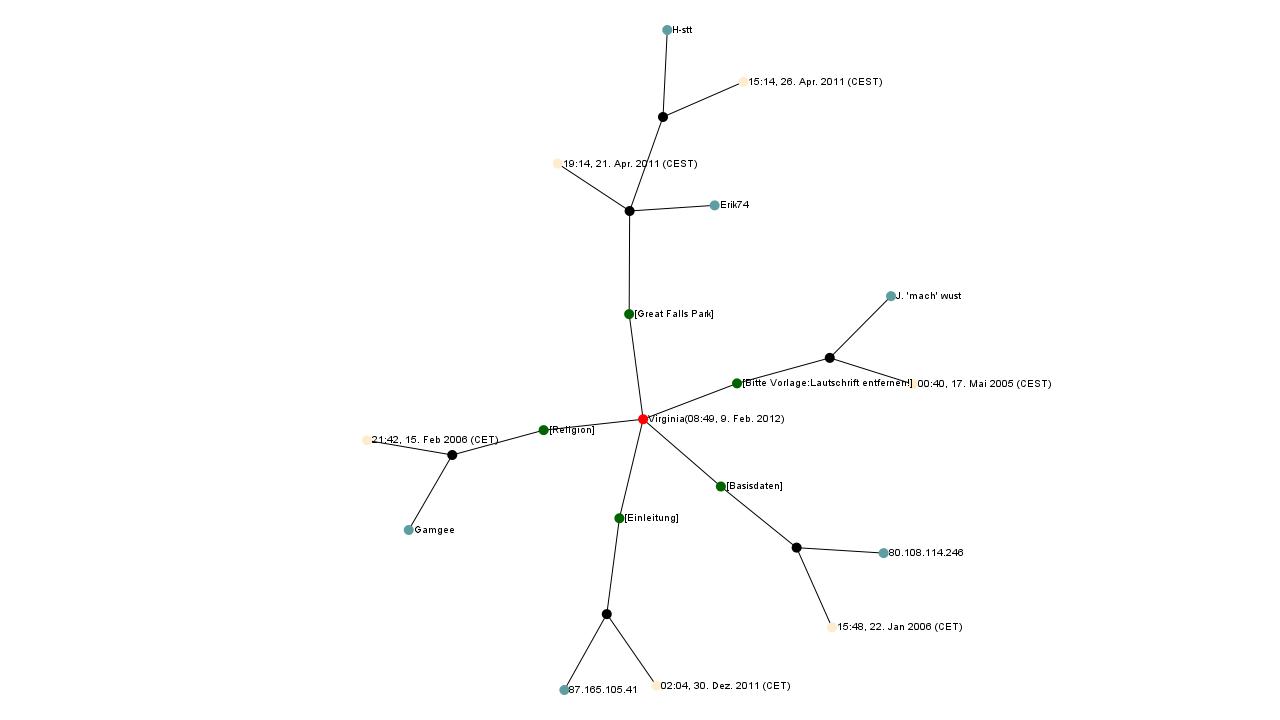 H-stt
15:14, 26. Apr. 2011 (CEST)
19:14, 21. Apr. 2011 (CEST)
Erik74
J. 'mach' wust
[Great Falls Park]
[Bitte Vorlage:Lautschrift entfernen!]
00:40, 17. Mai 2005 (CEST)
Virginia(08:49, 9. Feb. 2012)
[Religion]
21:42, 15. Feb 2006 (CET)
[Basisdaten]
[Einleitung]
Gamgee
80.108.114.246
15:48, 22. Jan 2006 (CET)
02:04, 30. Dez. 2011 (CET)
87.165.105.41